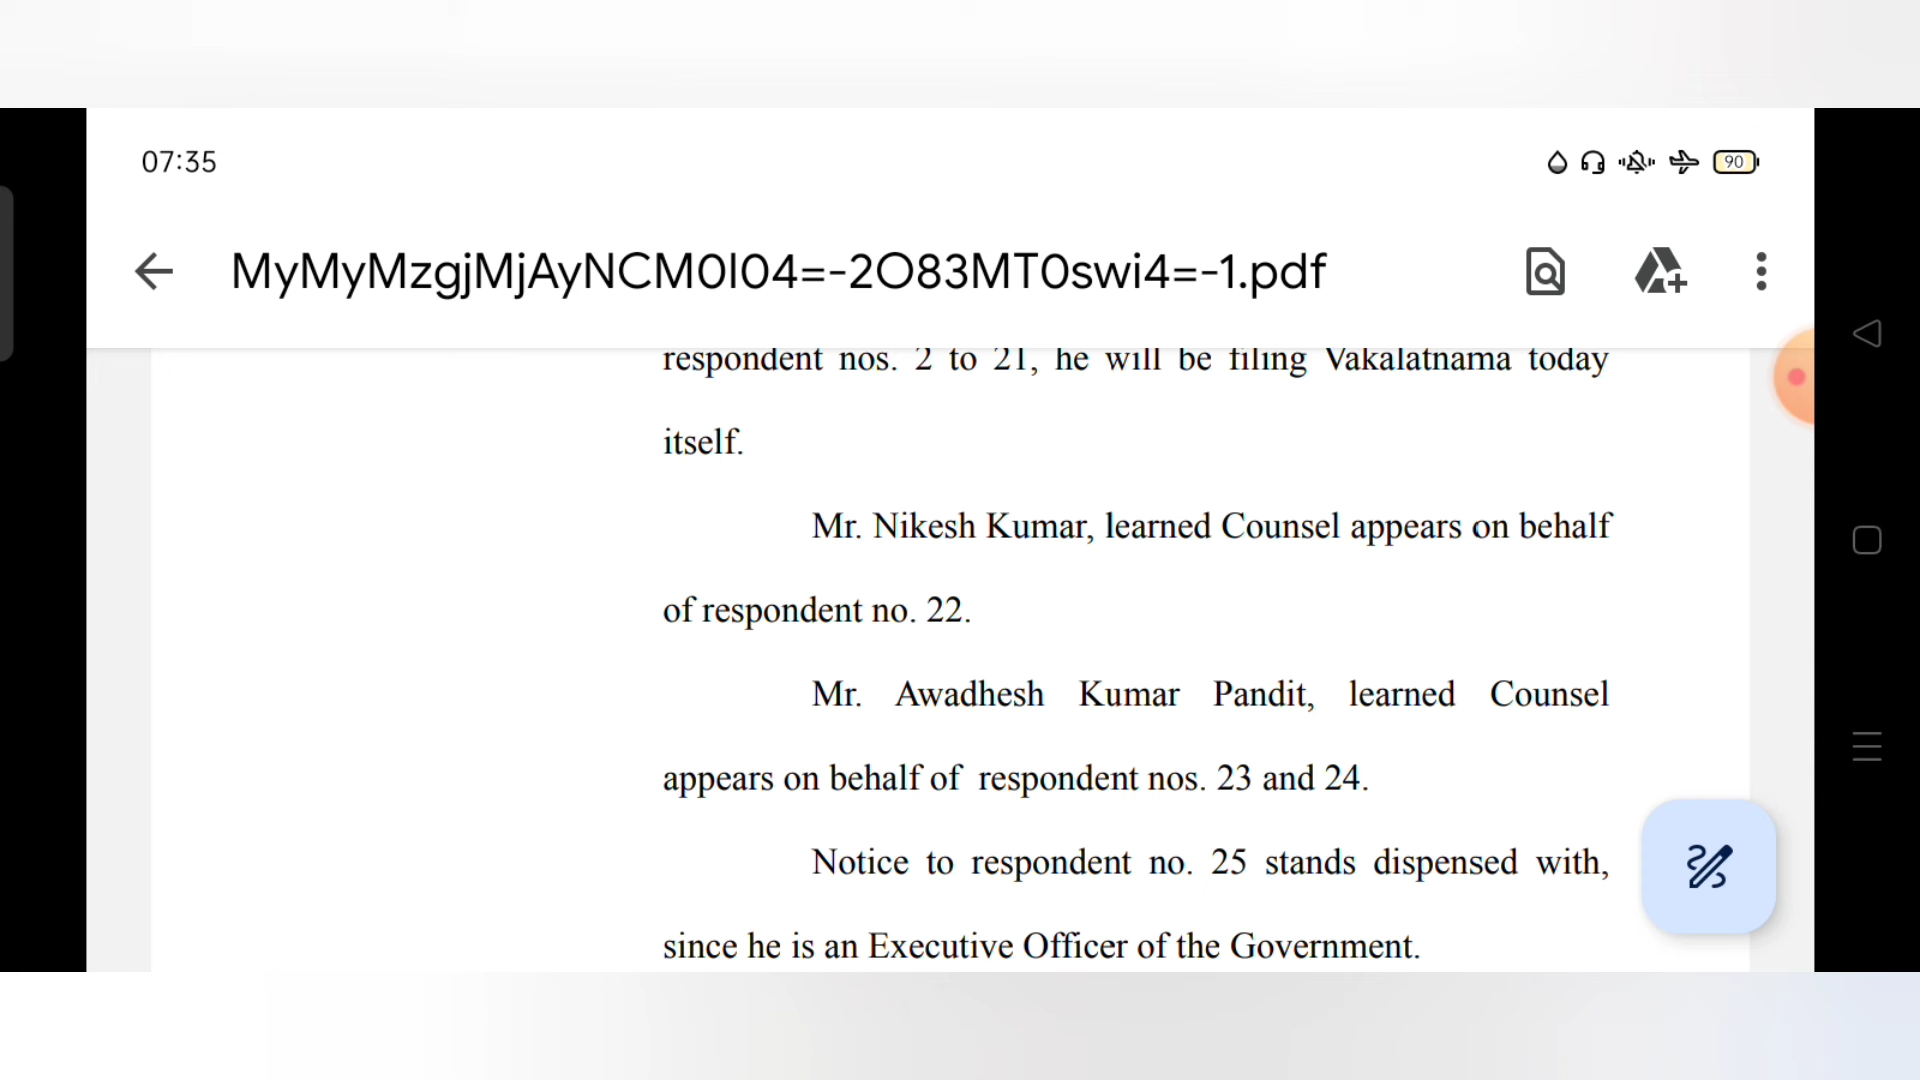 07:35
90
MyMyMzgjMjAyNCM0I04=-2O83MT0swi4=-1.pdf
respondent nos. 2 to 21, he will be filing Vakalatnama today
itself.
Mr. Nikesh Kumar, learned Counsel appears on behalf
of respondent no. 22.
Mr. Awadhesh Kumar Pandit, learned Counsel
appears on behalf of respondent nos. 23 and 24.
Notice to respondent no. 25 stands dispensed with,
since he is an Executive Officer of the Government.